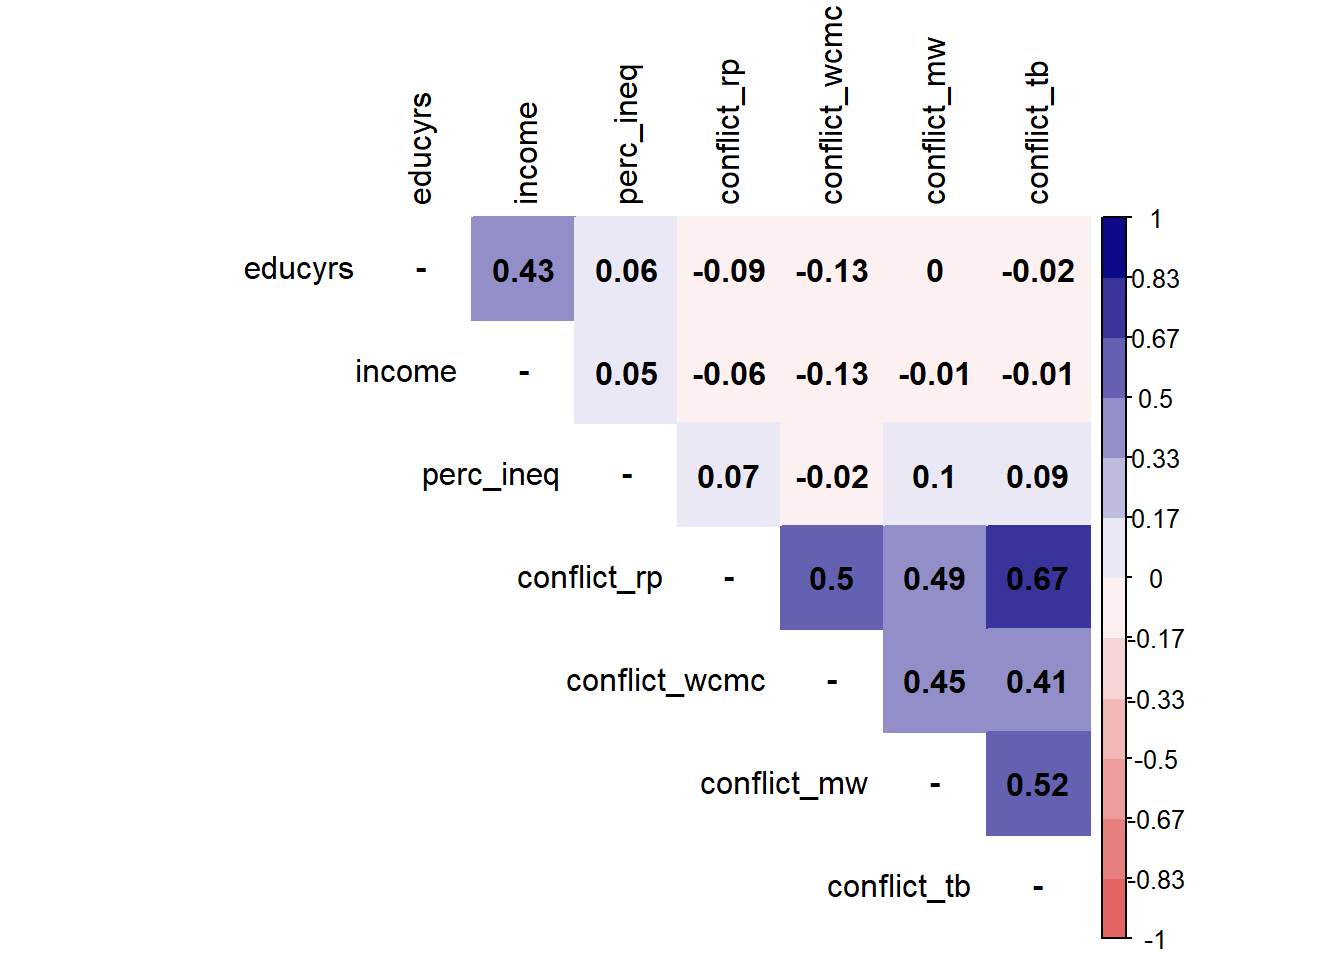 educyrs income perc_ineq conflict_rp conflict_wcmc conflict_mw conflict_tb
educyrs - 0.43 0.06 -0.09 -0.13 0 -0.02
income - 0.05 -0.06 -0.13 -0.01 -0.01
perc_ineq - 0.07 -0.02 0.1 0.09
conflict_rp - 0.5 0.49 0.67
conflict_wcmc - 0.45 0.41
conflict_mw - 0.52
conflict_tb -
1
0.83
0.67
0.5
0.33
0.17
0
-0.17
-0.33
-0.5
-0.67
-0.83
-1